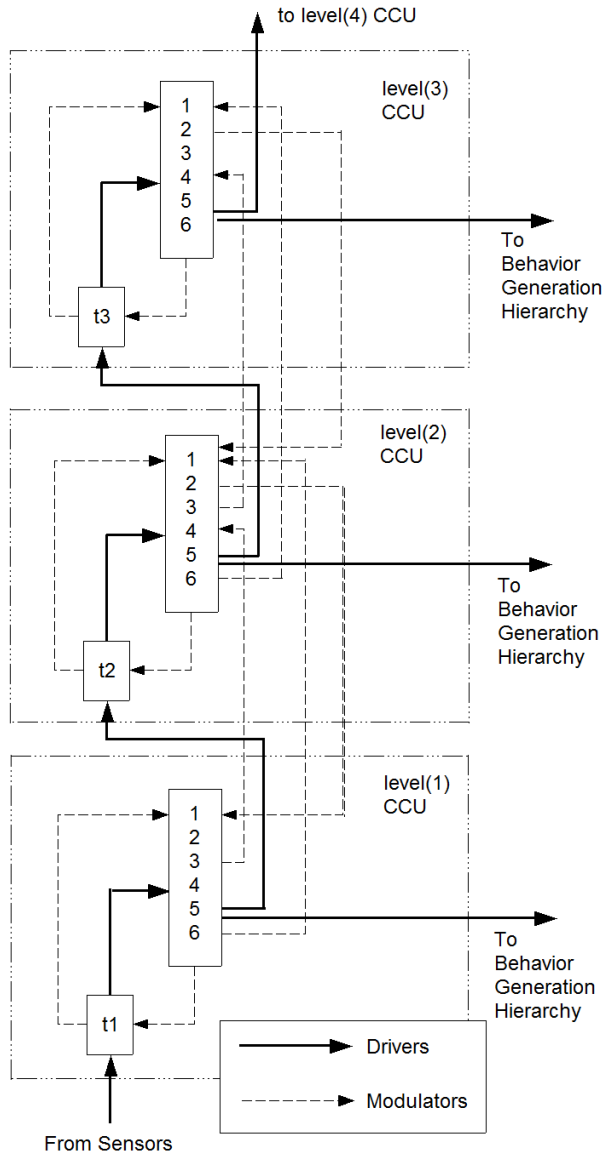 to level(4) CCU
level(3)
CCU
1
2
3
4
5
6
t3
To
Behavior
Generation
Hierarchy
level(2)
CCU
1
2
3
4
5
6
t2
To
Behavior
Generation
Hierarchy
level(1)
CCU
1
2
3
4
5
6
t1
To
Behavior
Generation
Hierarchy
Drivers
Modulators
From Sensors